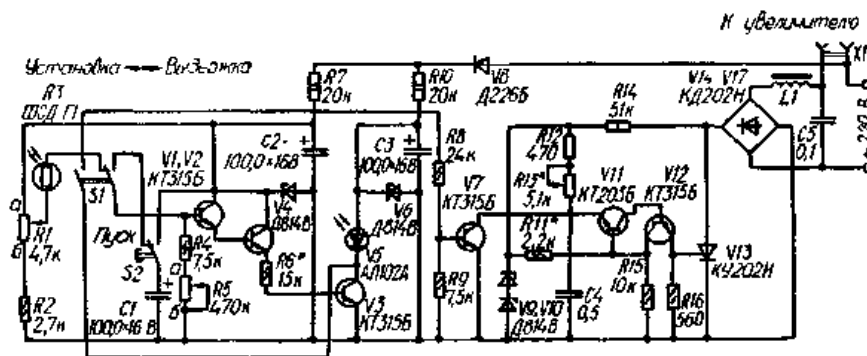 К увеличителю
Установка — Выдержка
R3
ФСД Г1
R7
20к
R10
20к
V8
Д226Б
R14
51к
V14-V17
КД202Н
L1
X1
~220 В
C5
0,1
C2
100,0×16В
C3
100,0×16В
R8
24к
R12
470
R13*
5,1к
V1, V2
КТ315Б
V4
Д814В
V6
Д814В
V7
КТ315Б
V11
КТ203Б
V12
КТ315Б
S1
а
R1
б
4,7к
Пуск
S2
R4
7,5к
а
R5
б
470к
R6*
15к
V5
АЛ102А
R11*
2,2к
V13
КУ202Н
R2
2,7к
C1
100,0×16 В
V3
КТ315Б
R9
7,5к
V9, V10
Д814В
C4
0,5
R15
10к
R16
560